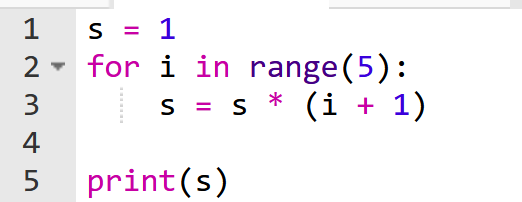 1 s = 1
2 for i in range(5):
3     s = s * (i + 1)
4
5 print(s)